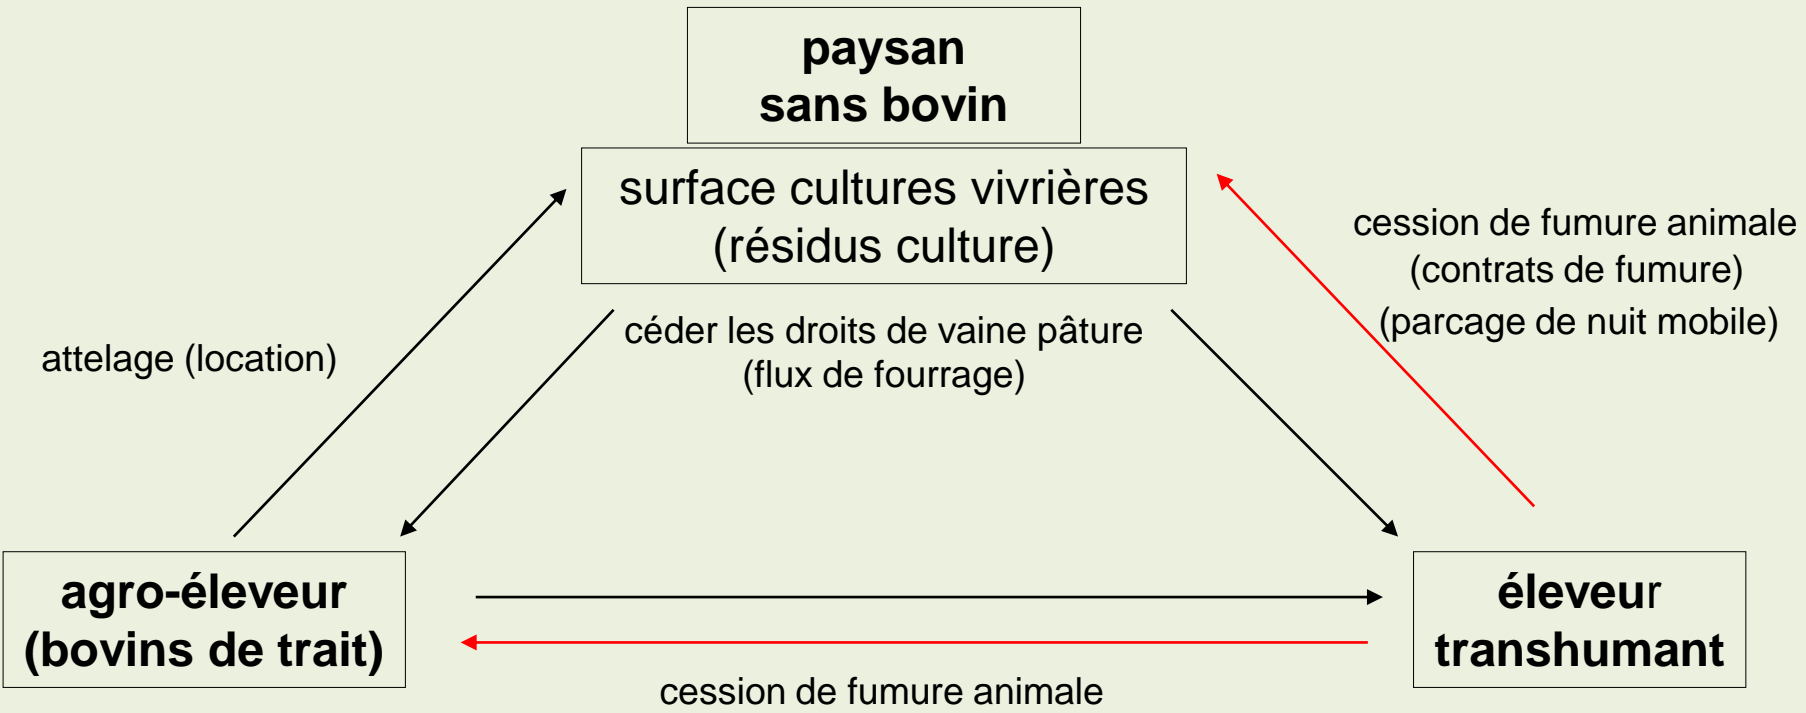 paysan
sans bovin
surface cultures vivrières
(résidus culture)
cession de fumure animale
(contrats de fumure)
(parcage de nuit mobile)
céder les droits de vaine pâture
(flux de fourrage)
attelage (location)
agro-éleveur
(bovins de trait)
éleveur
transhumant
cession de fumure animale